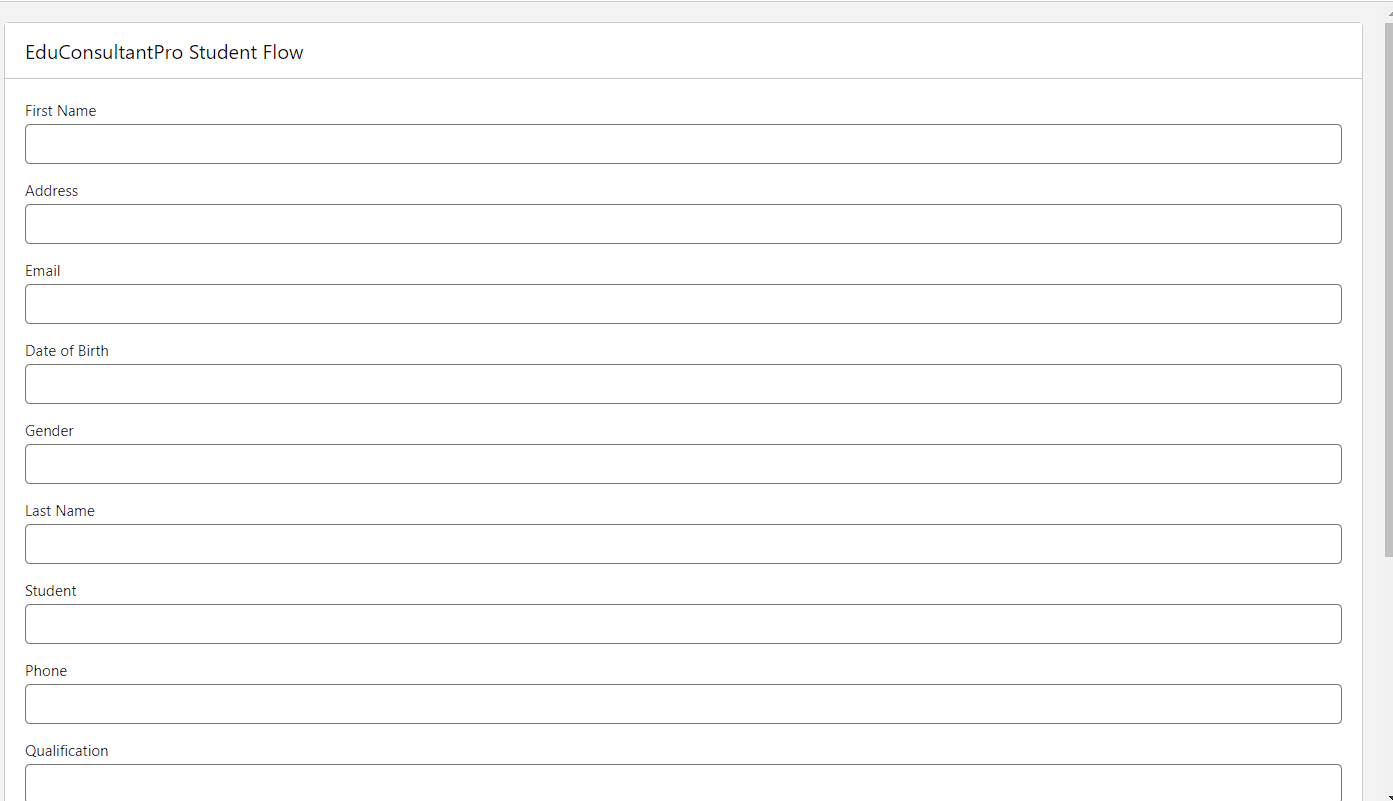 EduConsultantPro Student Flow
First Name
Address
Email
Date of Birth
Gender
Last Name
Student
Phone
Qualification